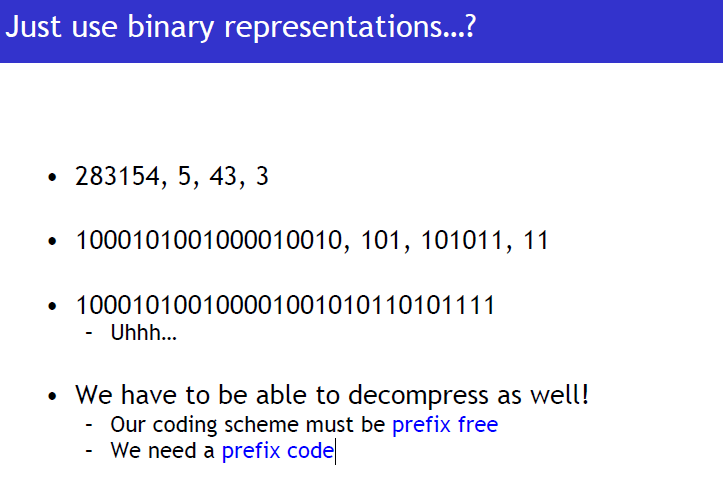 Just use binary representations...?
• 283154, 5, 43, 3
• 1000101001000010010, 101, 101011, 11
• 100010100100001001010110101111
- Uhhh...
• We have to be able to decompress as well!
- Our coding scheme must be prefix free
- We need a prefix code